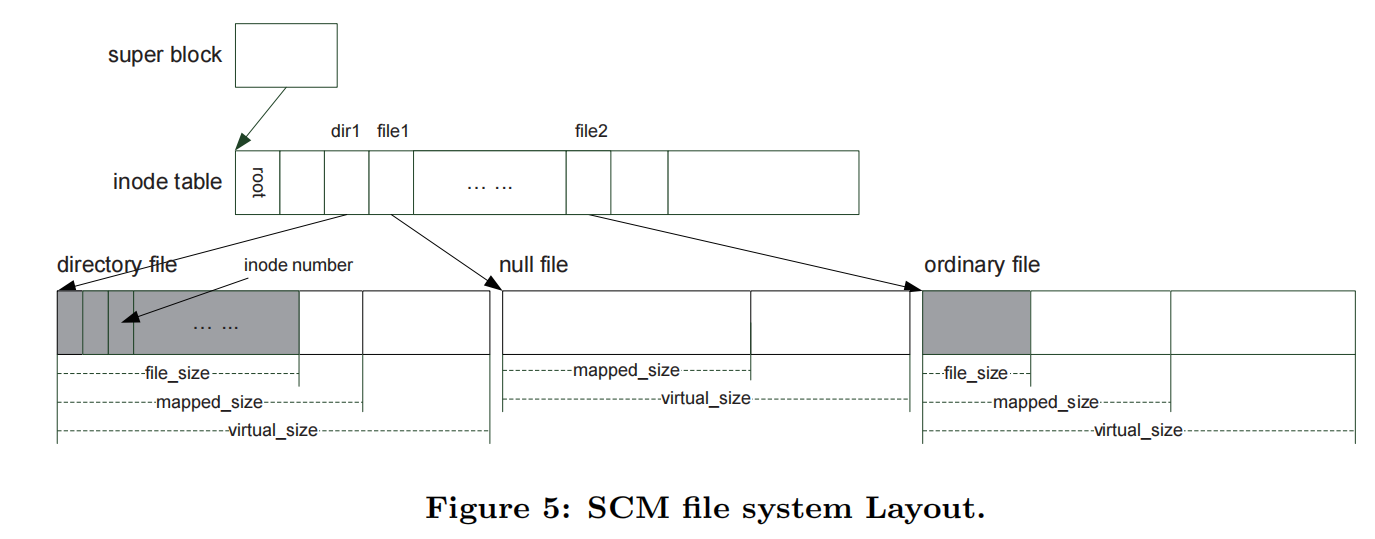 super block
dir1 file1 file2
inode table root ... ...
directory file inode number null file ordinary file
... ...
file_size mapped_size file_size
mapped_size virtual_size mapped_size
virtual_size virtual_size
Figure 5: SCM file system Layout.